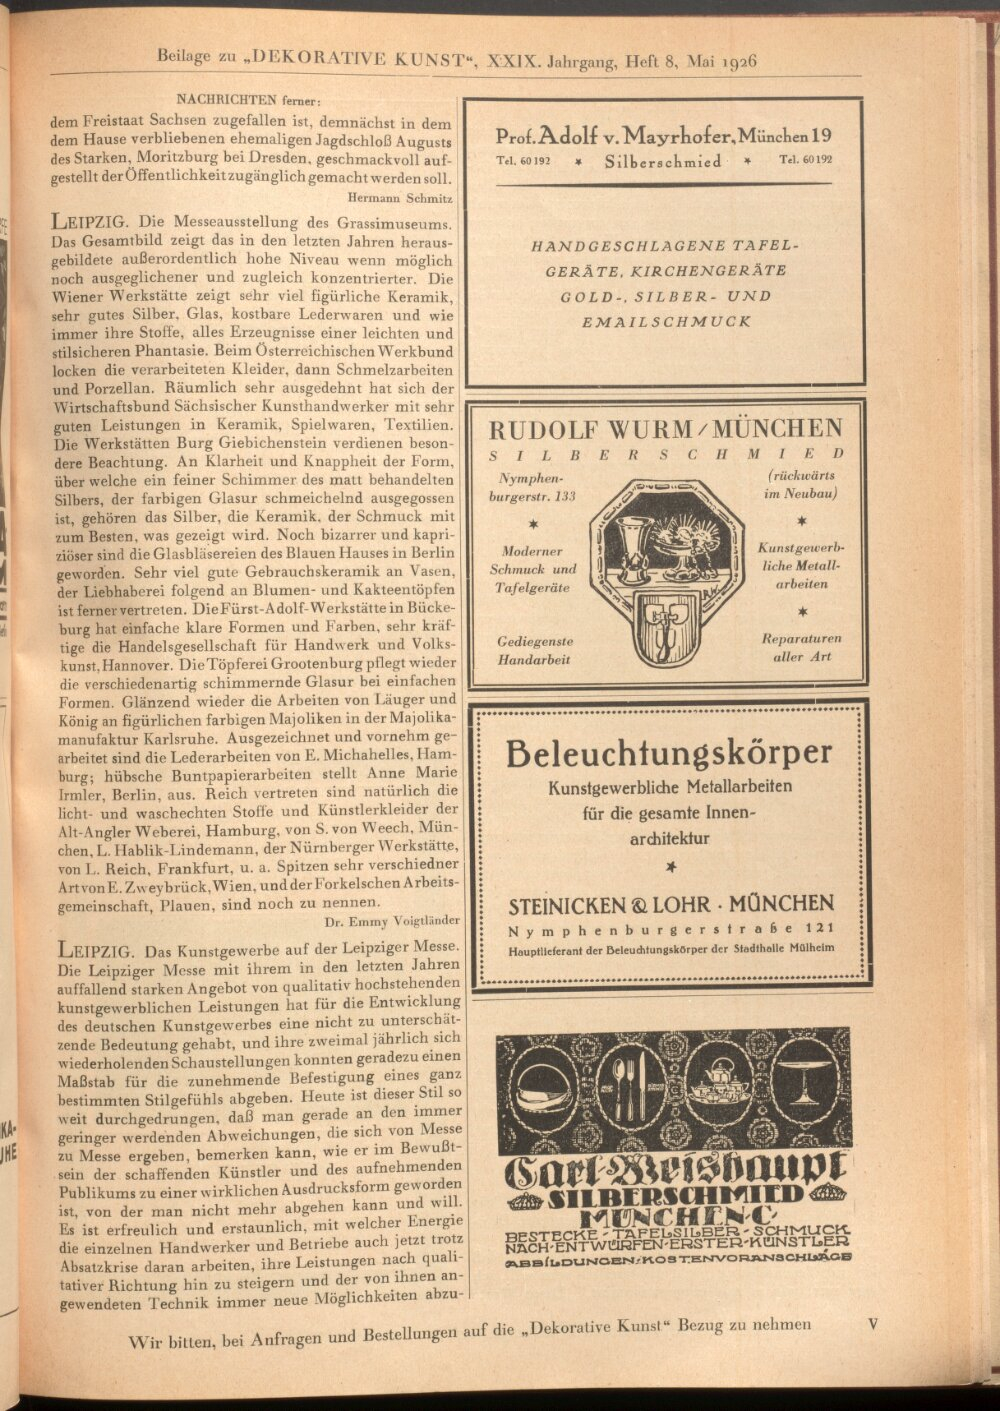 Beilage zu „DEKORATIVE KUNST“, XXIX. Jahrgang, Heft 8, Mai 1926
NACHRICHTEN ferner:
dem Freistaat Sachsen zugefallen ist, demnächst in dem
dem Hause verbliebenen ehemaligen Jagdschloß Augusts
des Starken, Moritzburg bei Dresden, geschmackvoll auf-
gestellt der Öffentlichkeit zugänglich gemacht werden soll.
Hermann Schmitz
LEIPZIG. Die Messeausstellung des Grassimuseums.
Das Gesamtbild zeigt das in den letzten Jahren heraus-
gebildete außerordentlich hohe Niveau wenn möglich
noch ausgeglichener und zugleich konzentrierter. Die
Wiener Werkstätte zeigt sehr viel figürliche Keramik,
sehr gutes Silber, Glas, kostbare Lederwaren und wie
immer ihre Stoffe, alles Erzeugnisse einer leichten und
stilsicheren Phantasie. Beim Österreichischen Werkbund
locken die verarbeiteten Kleider, dann Schmelzarbeiten
und Porzellan. Räumlich sehr ausgedehnt hat sich der
Wirtschaftsbund Sächsischer Kunsthandwerker mit sehr
guten Leistungen in Keramik, Spielwaren, Textilien.
Die Werkstätten Burg Giebichenstein verdienen beson-
dere Beachtung. An Klarheit und Knappheit der Form,
über welche ein feiner Schimmer des matt behandelten
Silbers, der farbigen Glasur schmeichelnd ausgegossen
ist, gehören das Silber, die Keramik, der Schmuck mit
zum Besten, was gezeigt wird. Noch bizarrer und kapri-
ziöser sind die Glasbläsereien des Blauen Hauses in Berlin
geworden. Sehr viel gute Gebrauchskeramik an Vasen,
der Liebhaberei folgend an Blumen- und Kakteentöpfen
ist ferner vertreten. Die Fürst-Adolf-Werkstätte in Bücke-
burg hat einfache klare Formen und Farben, sehr kräf-
tige die Handelsgesellschaft für Handwerk und Volks-
kunst, Hannover. Die Töpferei Grootenburg pflegt wieder
die verschiedenartig schimmernde Glasur bei einfachen
Formen. Glänzend wieder die Arbeiten von Läuger und
König an figürlichen farbigen Majoliken in der Majolika-
manufaktur Karlsruhe. Ausgezeichnet und vornehm ge-
arbeitet sind die Lederarbeiten von E. Michahelles, Ham-
burg; hübsche Buntpapierarbeiten stellt Anne Marie
Irmler, Berlin, aus. Reich vertreten sind natürlich die
licht- und waschechten Stoffe und Künstlerkleider der
Alt-Angler Weberei, Hamburg, von S. von Weech, Mün-
chen, L. Hablik-Lindemann, der Nürnberger Werkstätte,
von L. Reich, Frankfurt, u. a. Spitzen sehr verschiedner
Art von E. Zweybrück, Wien, und der Forkelschen Arbeits-
gemeinschaft, Plauen, sind noch zu nennen.
Dr. Emmy Voigtländer
LEIPZIG. Das Kunstgewerbe auf der Leipziger Messe.
Die Leipziger Messe mit ihrem in den letzten Jahren
auffallend starken Angebot von qualitativ hochstehenden
kunstgewerblichen Leistungen hat für die Entwicklung
des deutschen Kunstgewerbes eine nicht zu unterschät-
zende Bedeutung gehabt, und ihre zweimal jährlich sich
wiederholenden Schaustellungen konnten geradezu einen
Maßstab für die zunehmende Befestigung eines ganz
bestimmten Stilgefühls abgeben. Heute ist dieser Stil so
weit durchgedrungen, daß man gerade an den immer
geringer werdenden Abweichungen, die sich von Messe
zu Messe ergeben, bemerken kann, wie er im Bewußt-
sein der schaffenden Künstler und des aufnehmenden
Publikums zu einer wirklichen Ausdrucksform geworden
ist, von der man nicht mehr abgehen kann und will.
Es ist erfreulich und erstaunlich, mit welcher Energie
die einzelnen Handwerker und Betriebe auch jetzt trotz
Absatzkrise daran arbeiten, ihre Leistungen nach quali-
tativer Richtung hin zu steigern und der von ihnen an-
gewendeten Technik immer neue Möglichkeiten abzu-
Prof. Adolf v. Mayrhofer, München 19
Tel. 60192 * Silberschmied * Tel. 60192
HANDGESCHLAGENE TAFEL-
GERÄTE, KIRCHENGERÄTE
GOLD-, SILBER- UND
EMAILSCHMUCK
RUDOLF WURM / MÜNCHEN
SILBERSCHMIED
Nymphen-
burgerstr. 133
*
Moderner
Schmuck und
Tafelgeräte
Gediegenste
Handarbeit
RW
(rückwärts
im Neubau)
*
Kunstgewerb-
liche Metall-
arbeiten
*
Reparaturen
aller Art
Beleuchtungskörper
Kunstgewerbliche Metallarbeiten
für die gesamte Innen-
architektur
*
STEINICKEN & LOHR · MÜNCHEN
Nymphenburgerstraße 121
Hauptlieferant der Beleuchtungskörper der Stadthalle Mülheim
Carl Weishaupt
SILBERSCHMIED
MÜNCHEN·C·
BESTECKE - TAFELSILBER - SCHMUCK
NACH·ENTWÜRFEN·ERSTER·KÜNSTLER
ABBILDUNGEN·KOSTENVORANSCHLÄGE
Wir bitten, bei Anfragen und Bestellungen auf die „Dekorative Kunst“ Bezug zu nehmen
V